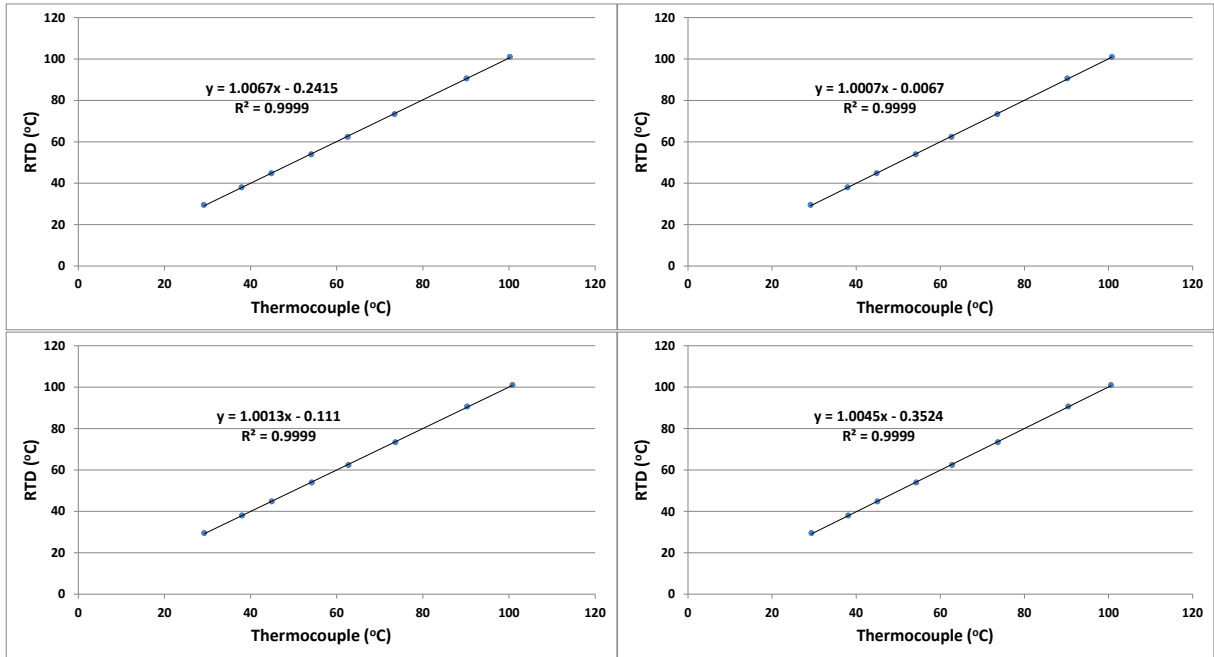 120
100
80
60
40
20
0
RTD (°C)
y = 1.0067x - 0.2415
R² = 0.9999
0 20 40 60 80 100 120
Thermocouple (°C)
120
100
80
60
40
20
0
RTD (°C)
y = 1.0007x - 0.0067
R² = 0.9999
0 20 40 60 80 100 120
Thermocouple (°C)
120
100
80
60
40
20
0
RTD (°C)
y = 1.0013x - 0.111
R² = 0.9999
0 20 40 60 80 100 120
Thermocouple (°C)
120
100
80
60
40
20
0
RTD (°C)
y = 1.0045x - 0.3524
R² = 0.9999
0 20 40 60 80 100 120
Thermocouple (°C)